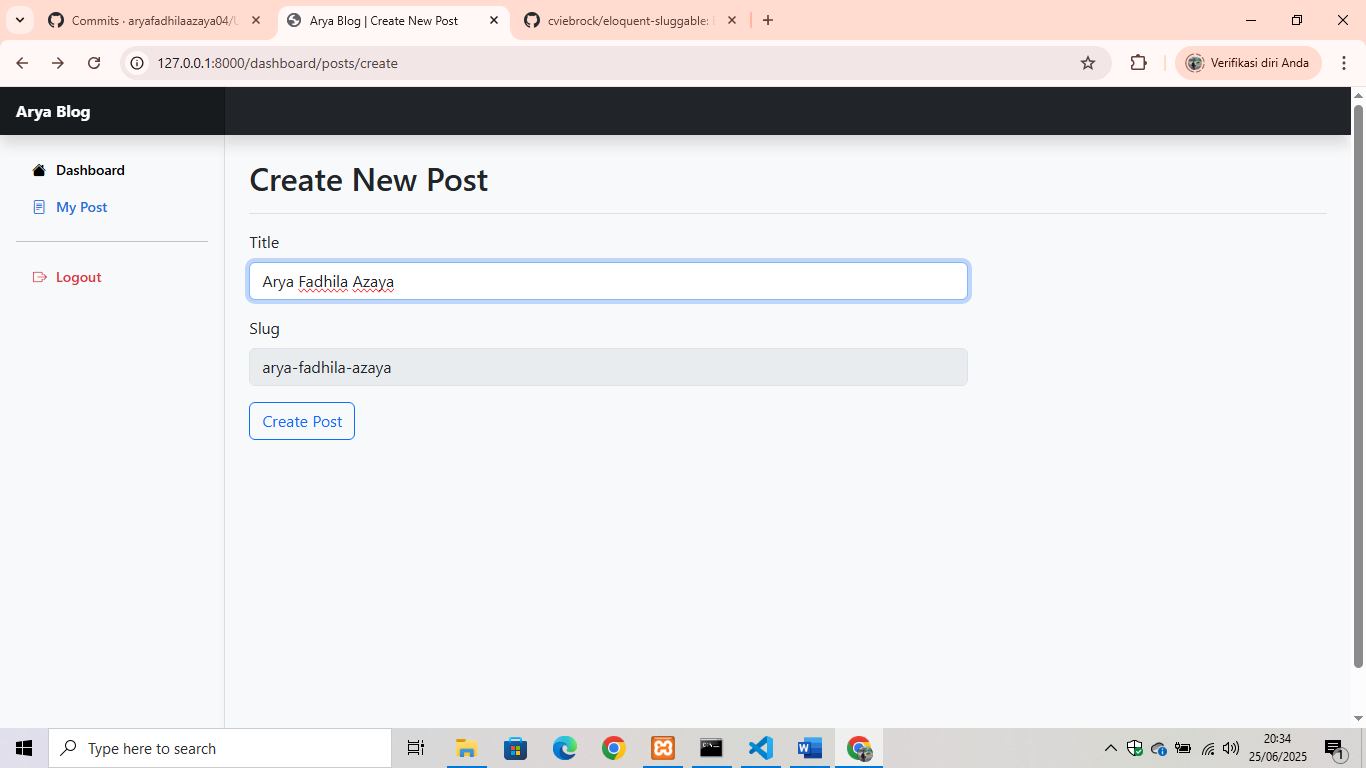 Commits · aryafadhilaazaya04/
Arya Blog | Create New Post
cviebrock/eloquent-sluggable:
127.0.0.1:8000/dashboard/posts/create
Verifikasi diri Anda
Arya Blog
Dashboard
My Post
Logout
Create New Post
Title
Arya Fadhila Azaya
Slug
arya-fadhila-azaya
Create Post
Type here to search
20:34
25/06/2025
1